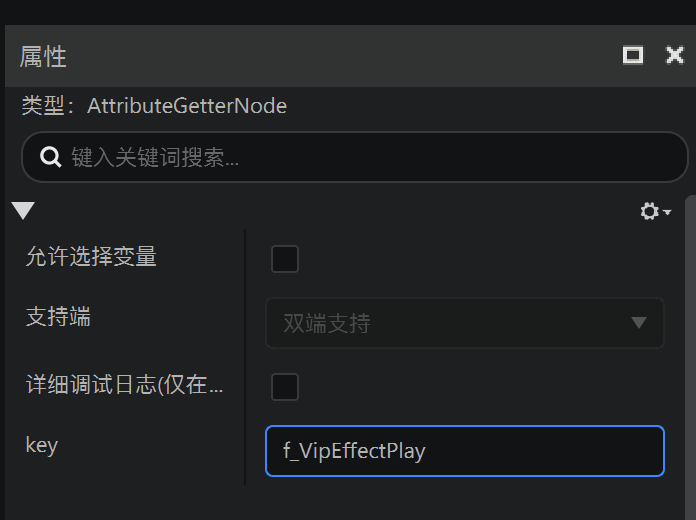 属性
类型：AttributeGetterNode
键入关键词搜索...
允许选择变量
支持端
双端支持
详细调试日志(仅在...
key
f_VipEffectPlay